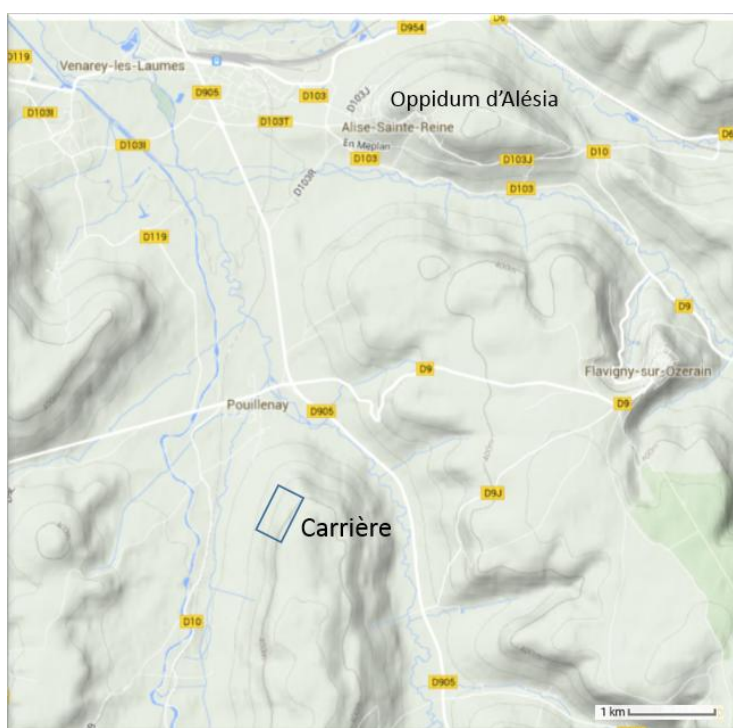 D6
D954
D119
Venarey-les-Laumes
D905
D103
D103J
Oppidum d'Alésia
D103I
D103T
Alise-Sainte-Reine
D6
D103I
En Meplan
D103
D103J
D10
D103R
D103
D119
400m
D9
D9
Flavigny-sur-Ozerain
Pouillenay
D905
D9
D9J
Carrière
D10
D905
1 km